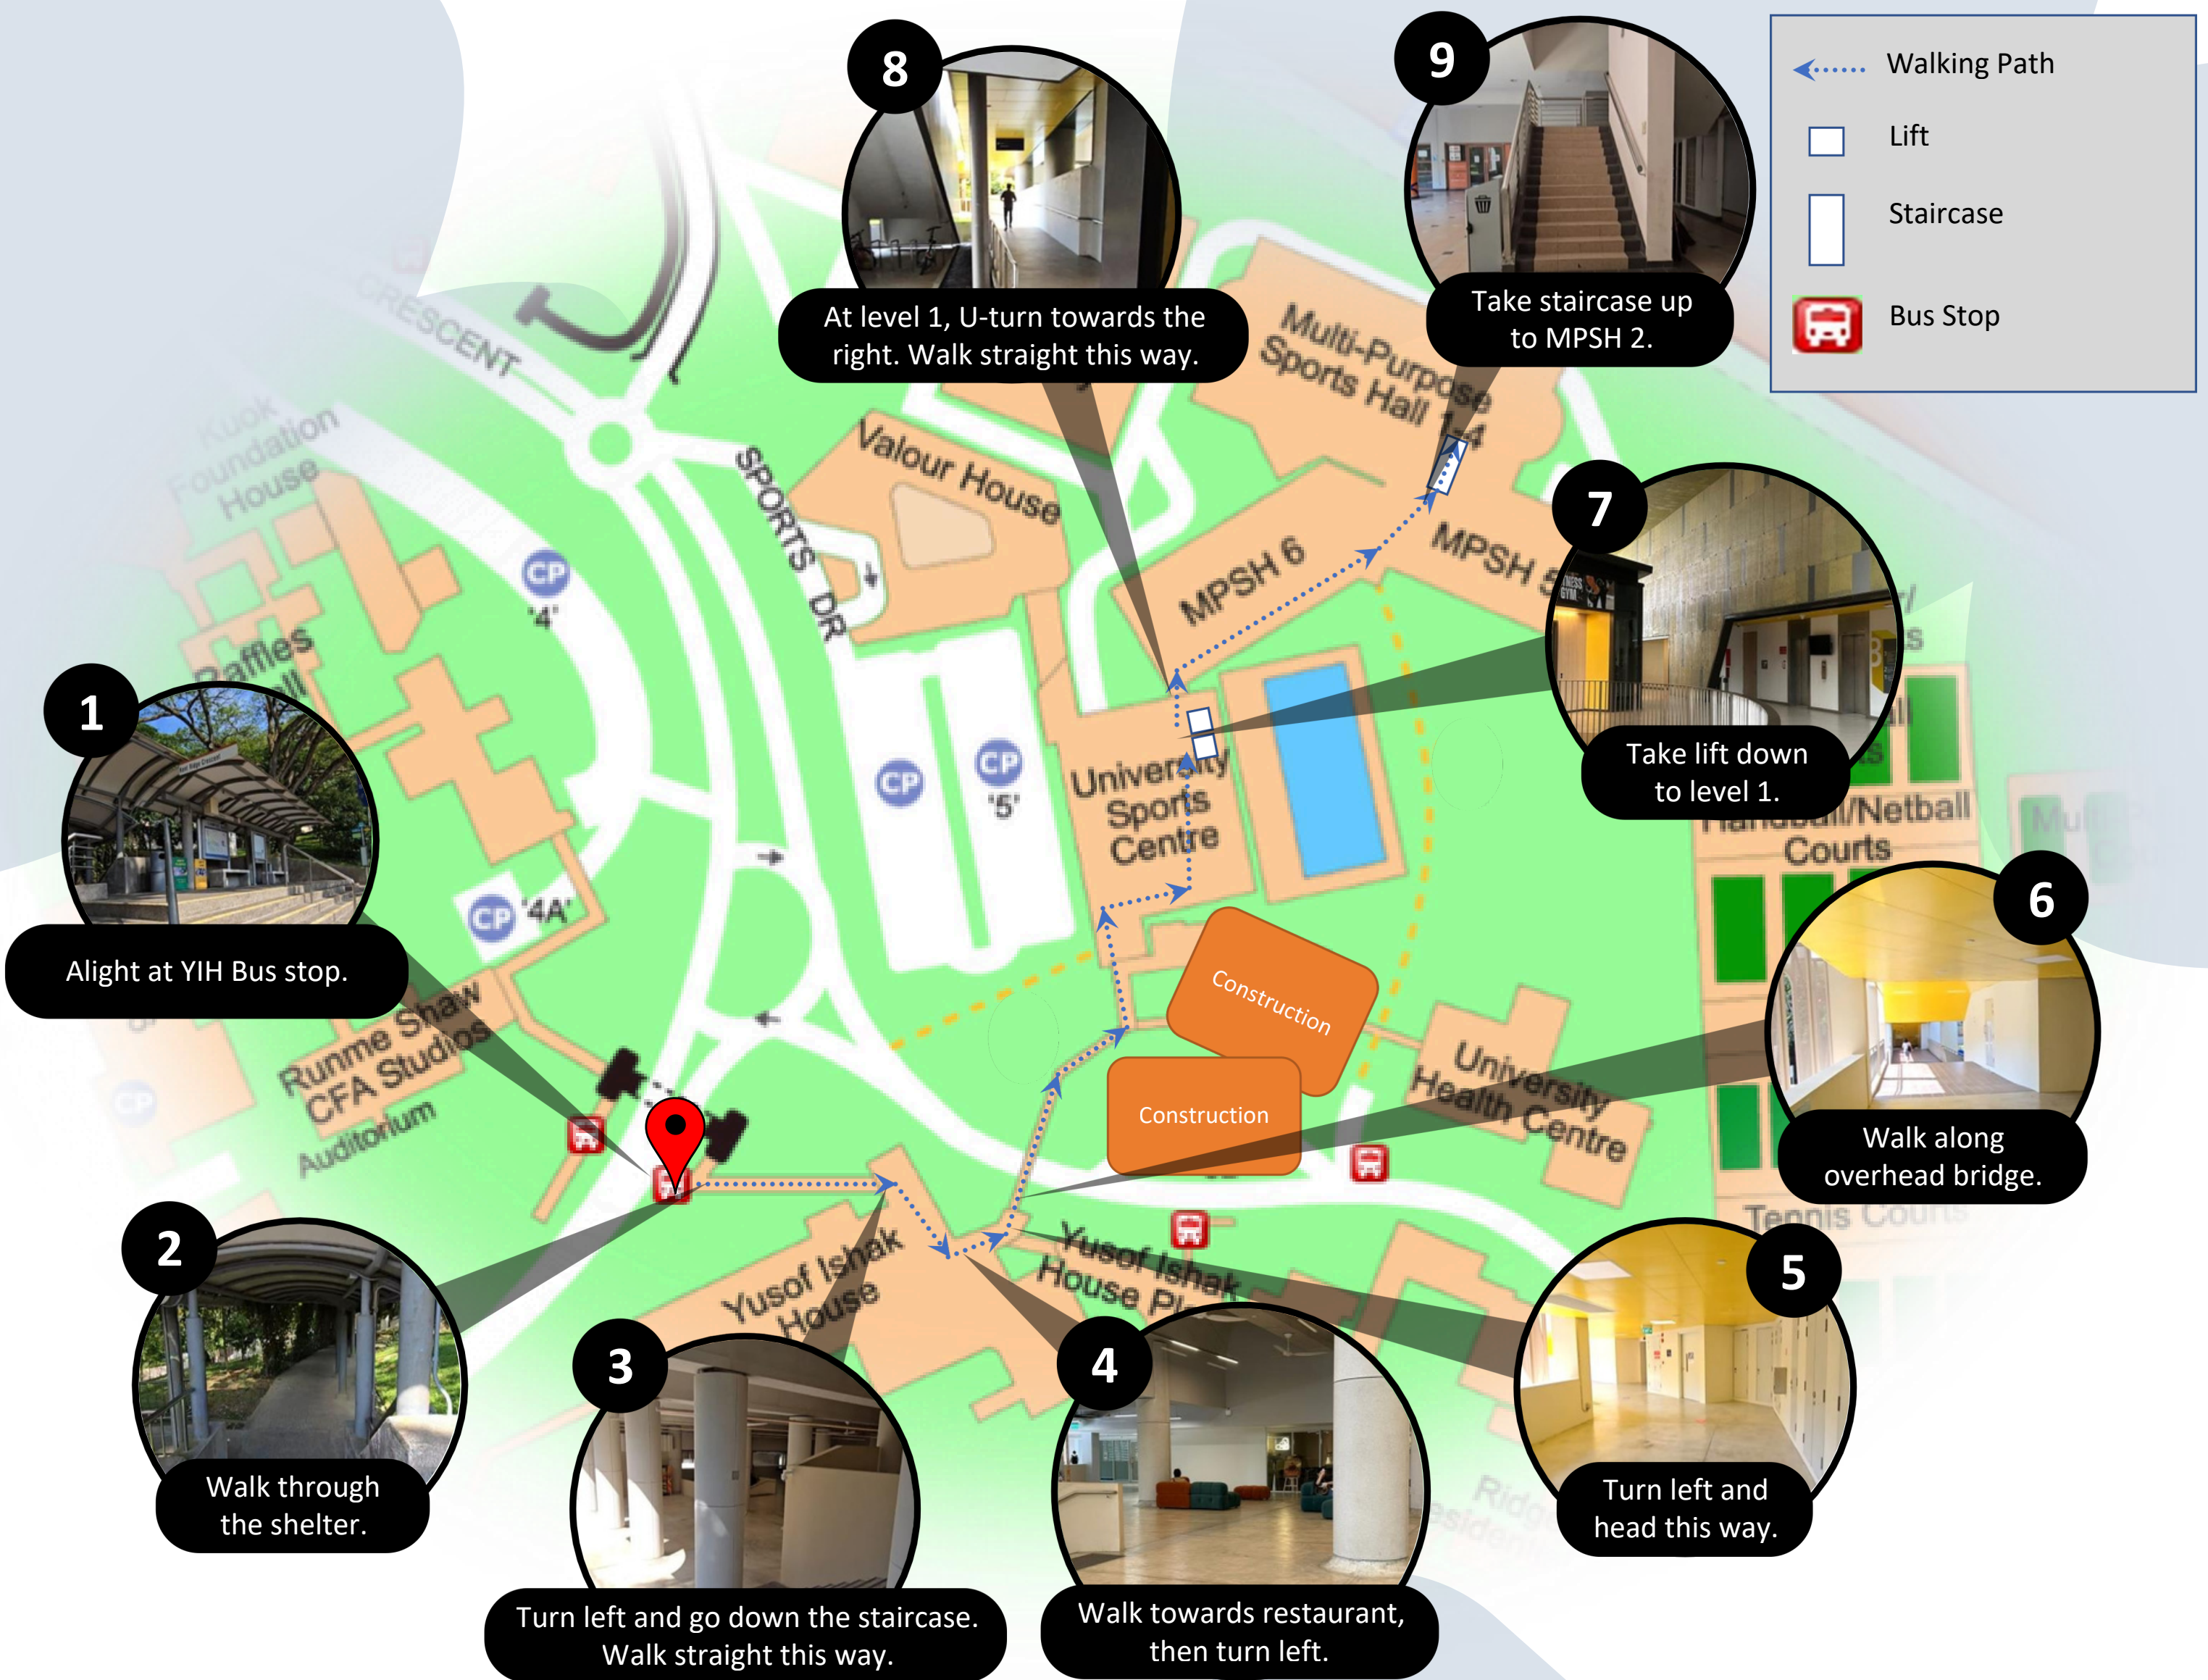 8
At level 1, U-turn towards the
right. Walk straight this way.
9
Take staircase up
to MPSH 2.
Walking Path
Lift
Staircase
Bus Stop
CRESCENT
Kuok
Foundation
House
SPORTS DR
Valour House
Multi-Purpose
Sports Hall 1-4
MPSH 6
MPSH 5
7
Take lift down
to level 1.
CP
'4'
Raffles
1
Alight at YIH Bus stop.
CP
CP
'5'
University
Sports
Centre
Handball/Netball
Courts
CP '4A'
Runme Shaw
CFA Studios
Auditorium
CP
Construction
Construction
University
Health Centre
6
Walk along
overhead bridge.
Tennis Courts
2
Walk through
the shelter.
Yusof Ishak
House
Yusof Ishak
House
3
Turn left and go down the staircase.
Walk straight this way.
4
Walk towards restaurant,
then turn left.
5
Turn left and
head this way.